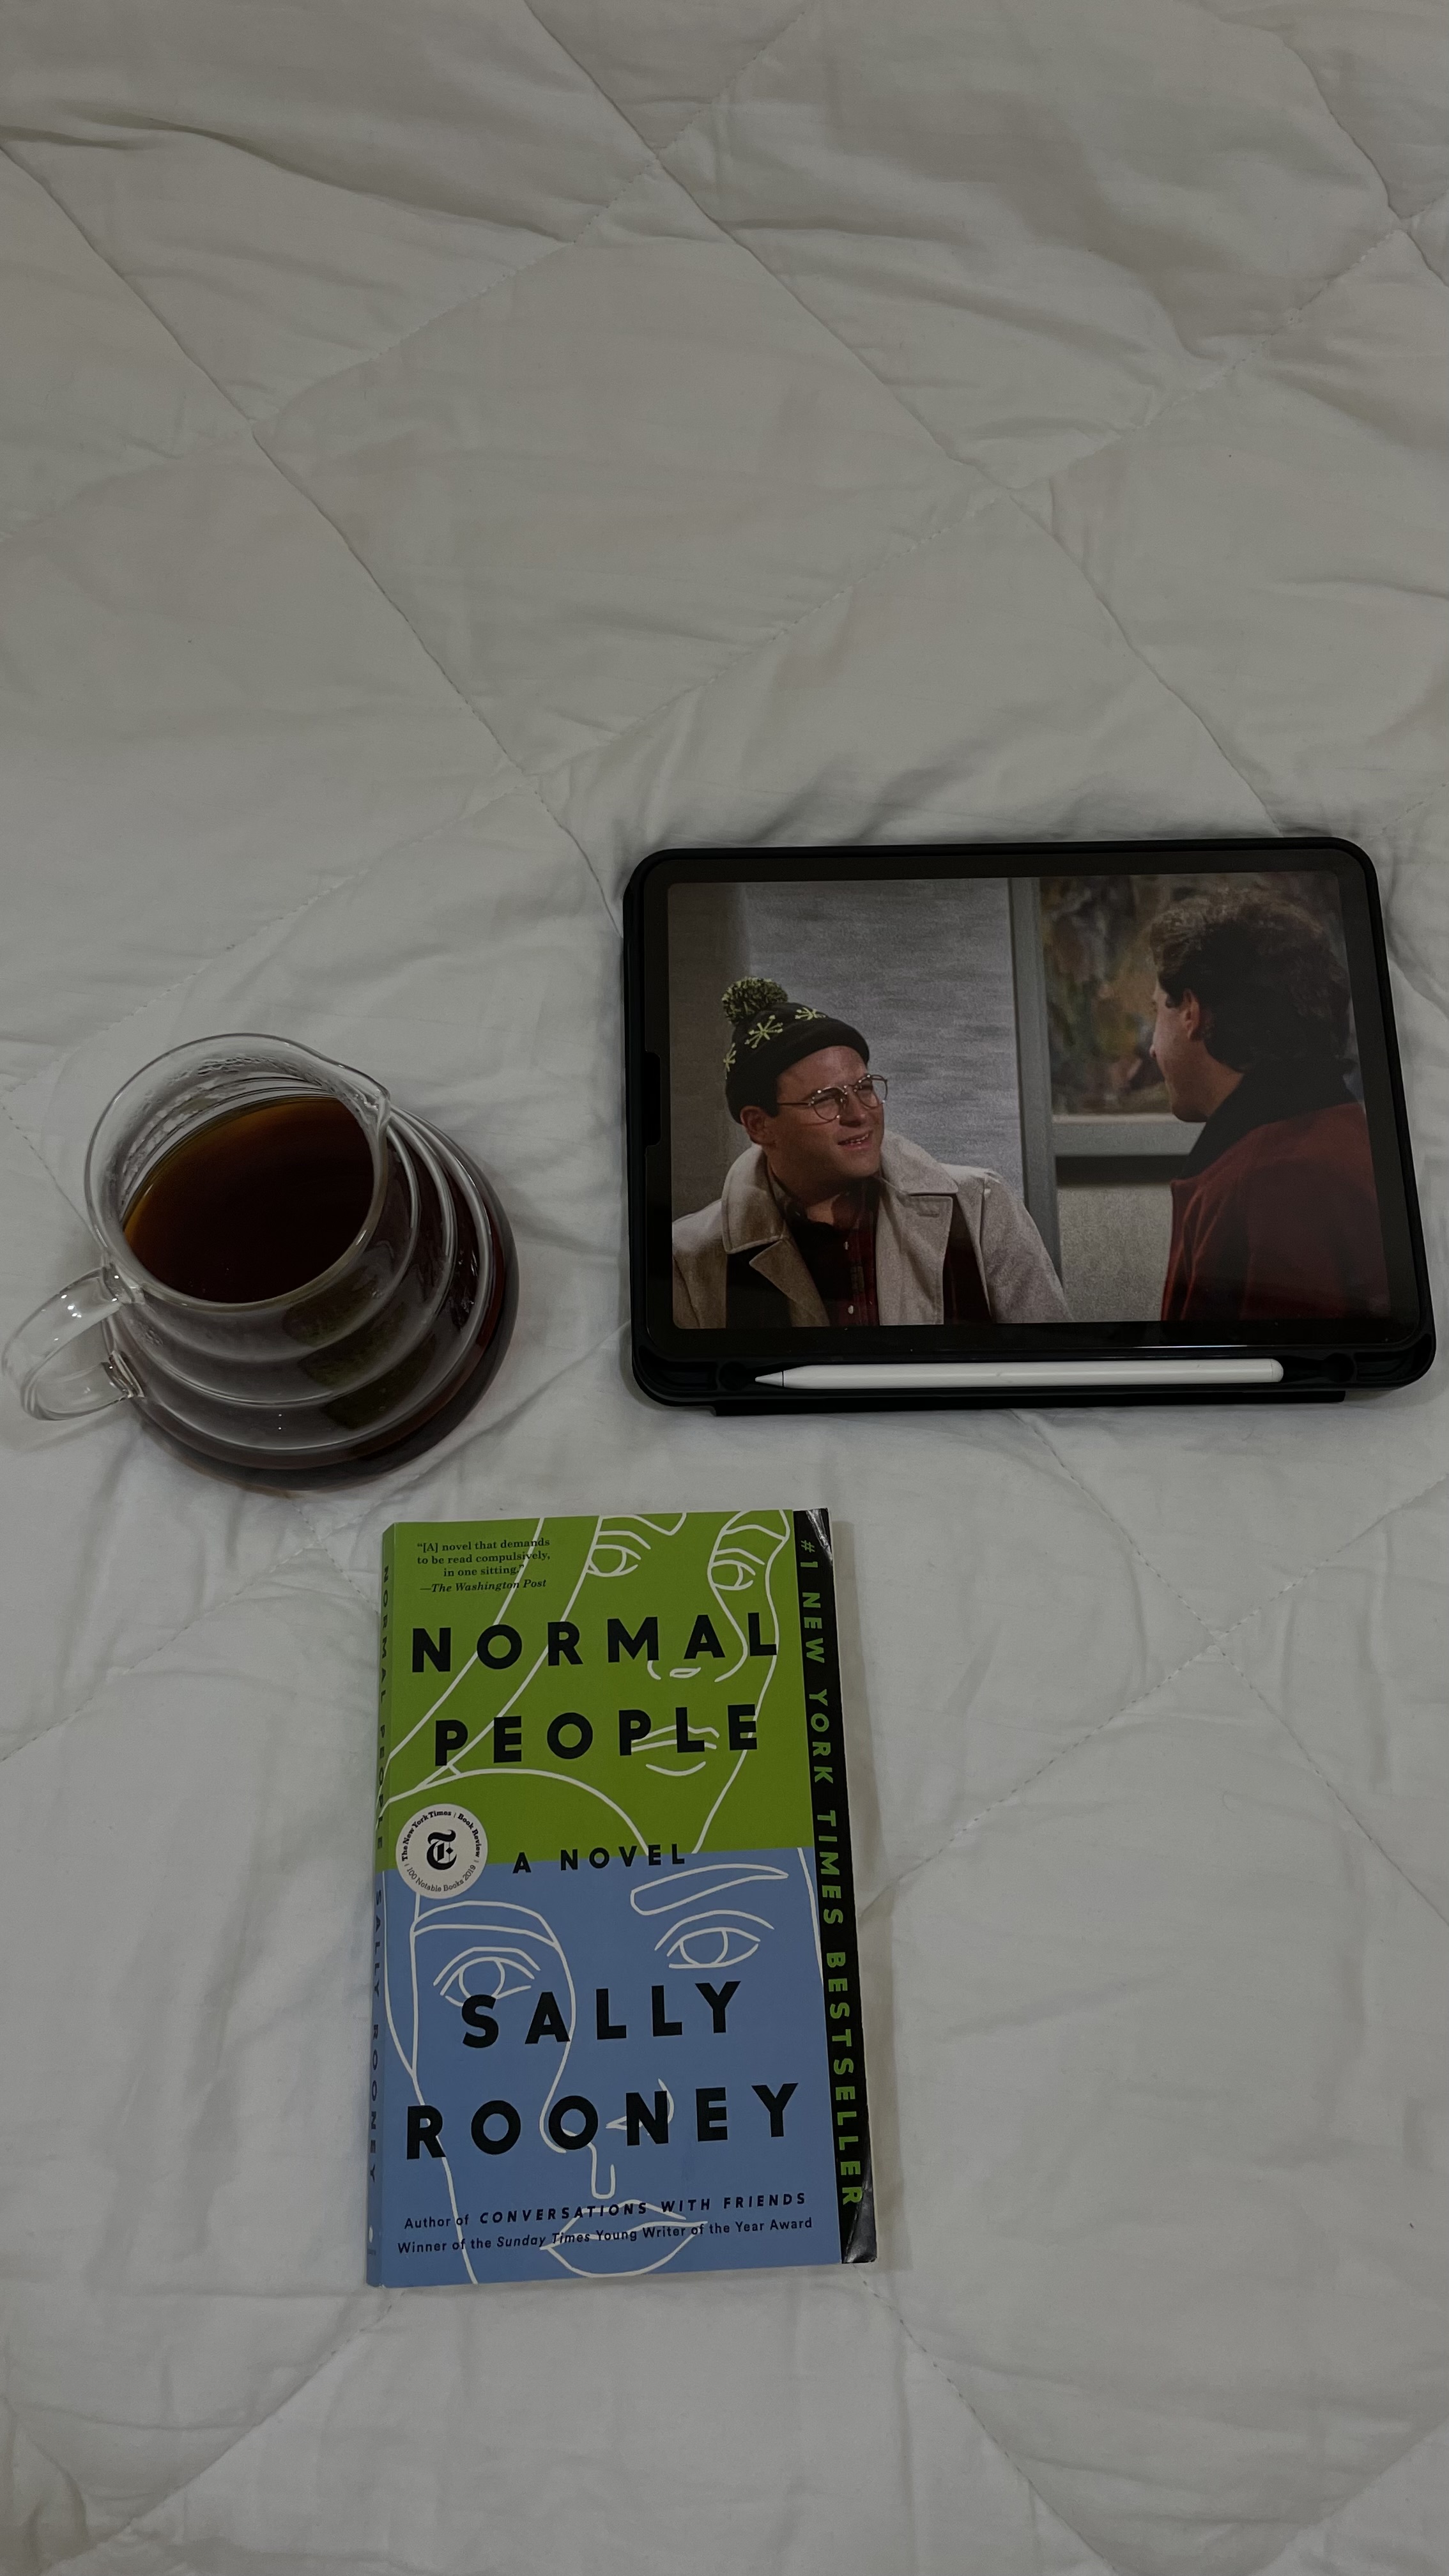 "[A] novel that demands
to be read compulsively,
in one sitting."
—The Washington Post
NORMAL
PEOPLE
A NOVEL
The New York Times | Book Review
100 Notable Books 2019
T
SALLY
ROONEY
Author of CONVERSATIONS WITH FRIENDS
Winner of the Sunday Times Young Writer of the Year Award
#1 NEW YORK TIMES BESTSELLER
NORMAL PEOPLE SALLY ROONEY